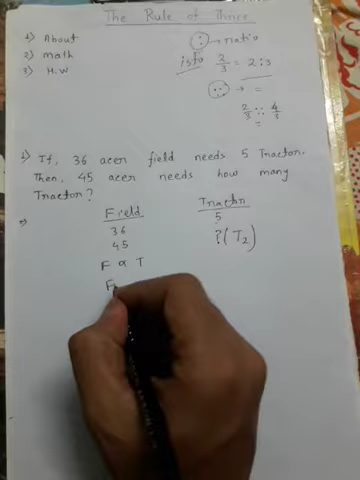 The Rule of Three
1) About
2) math
3) H.W
(:) → ratio
isfo 2/3 = 2:3
(::) → =
2/3 :: 4/3
=
1) If, 36 acer field needs 5 Tractor.
Then, 45 acer needs how many
Tractor?
⇒ Field Tractor
36 5
45 ?(T₂)
F ∝ T
F